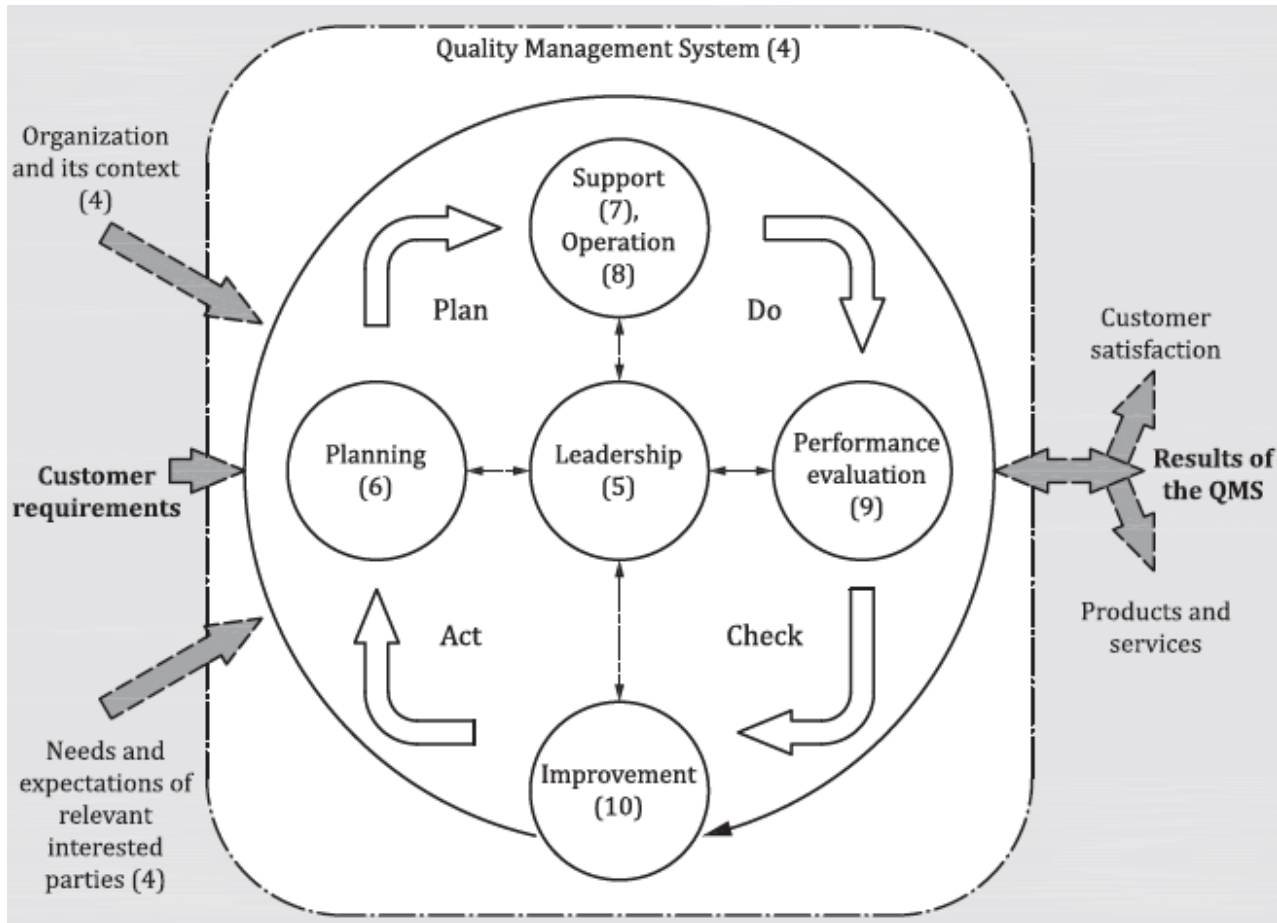 Quality Management System (4)
Organization
and its context
(4)
Support
(7),
Operation
(8)
Plan
Do
Customer
satisfaction
Planning
(6)
Leadership
(5)
Performance
evaluation
(9)
Customer
requirements
Results of
the QMS
Act
Check
Products and
services
Needs and
expectations of
relevant
interested
parties (4)
Improvement
(10)